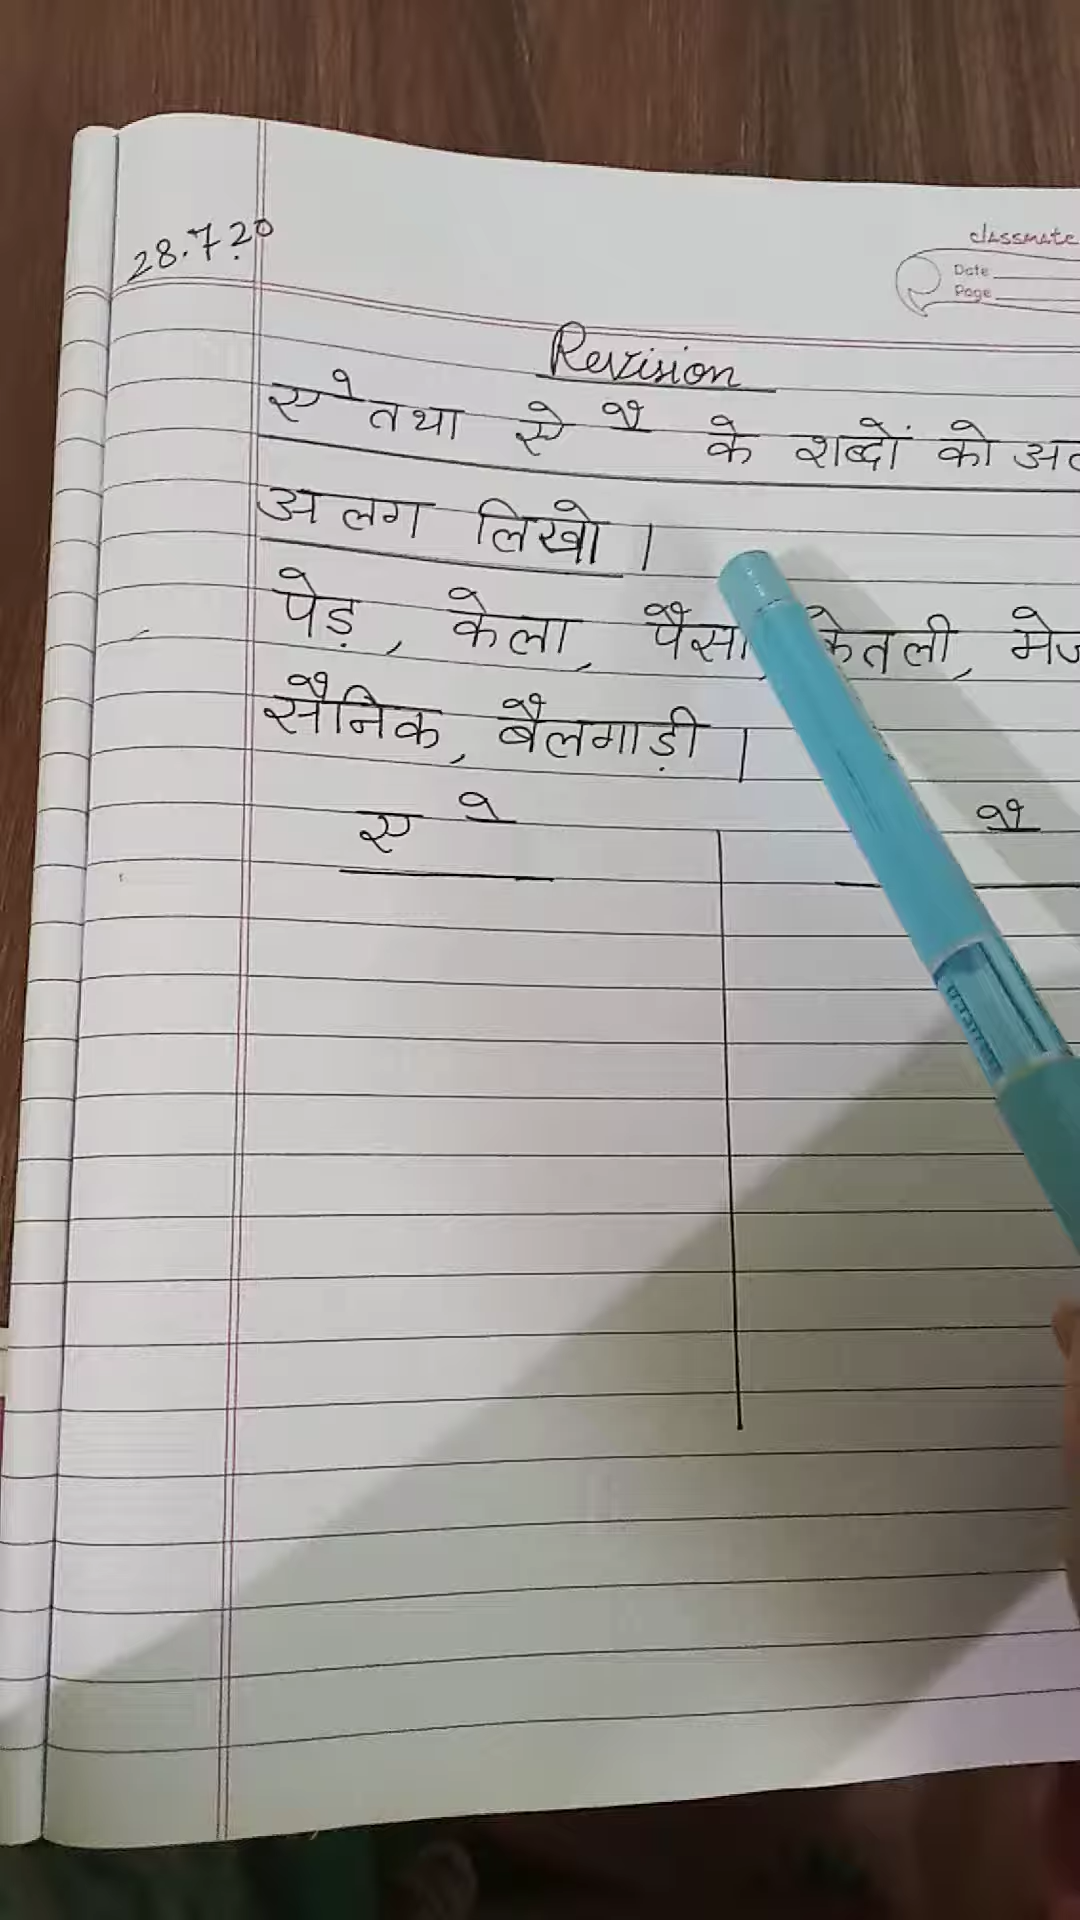 28.7.20
classmate
Date
Page
Revision
ए े तथा ऐ ै के शब्दों को
अलग लिखो ।
पेड़, केला, पैसा, केतली,
सैनिक, बैलगाड़ी ।
ए े
ै